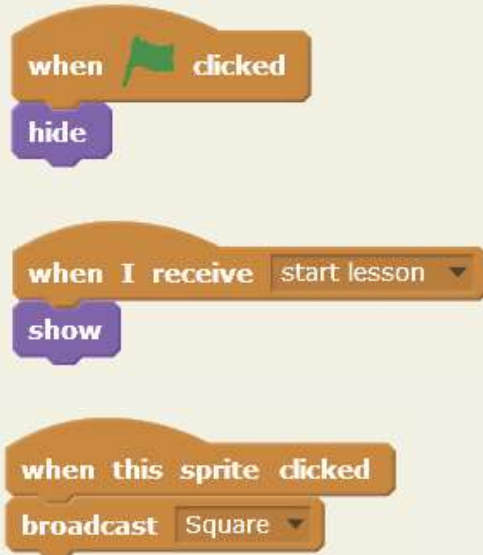 when clicked
hide
when I receive start lesson
show
when this sprite clicked
broadcast Square